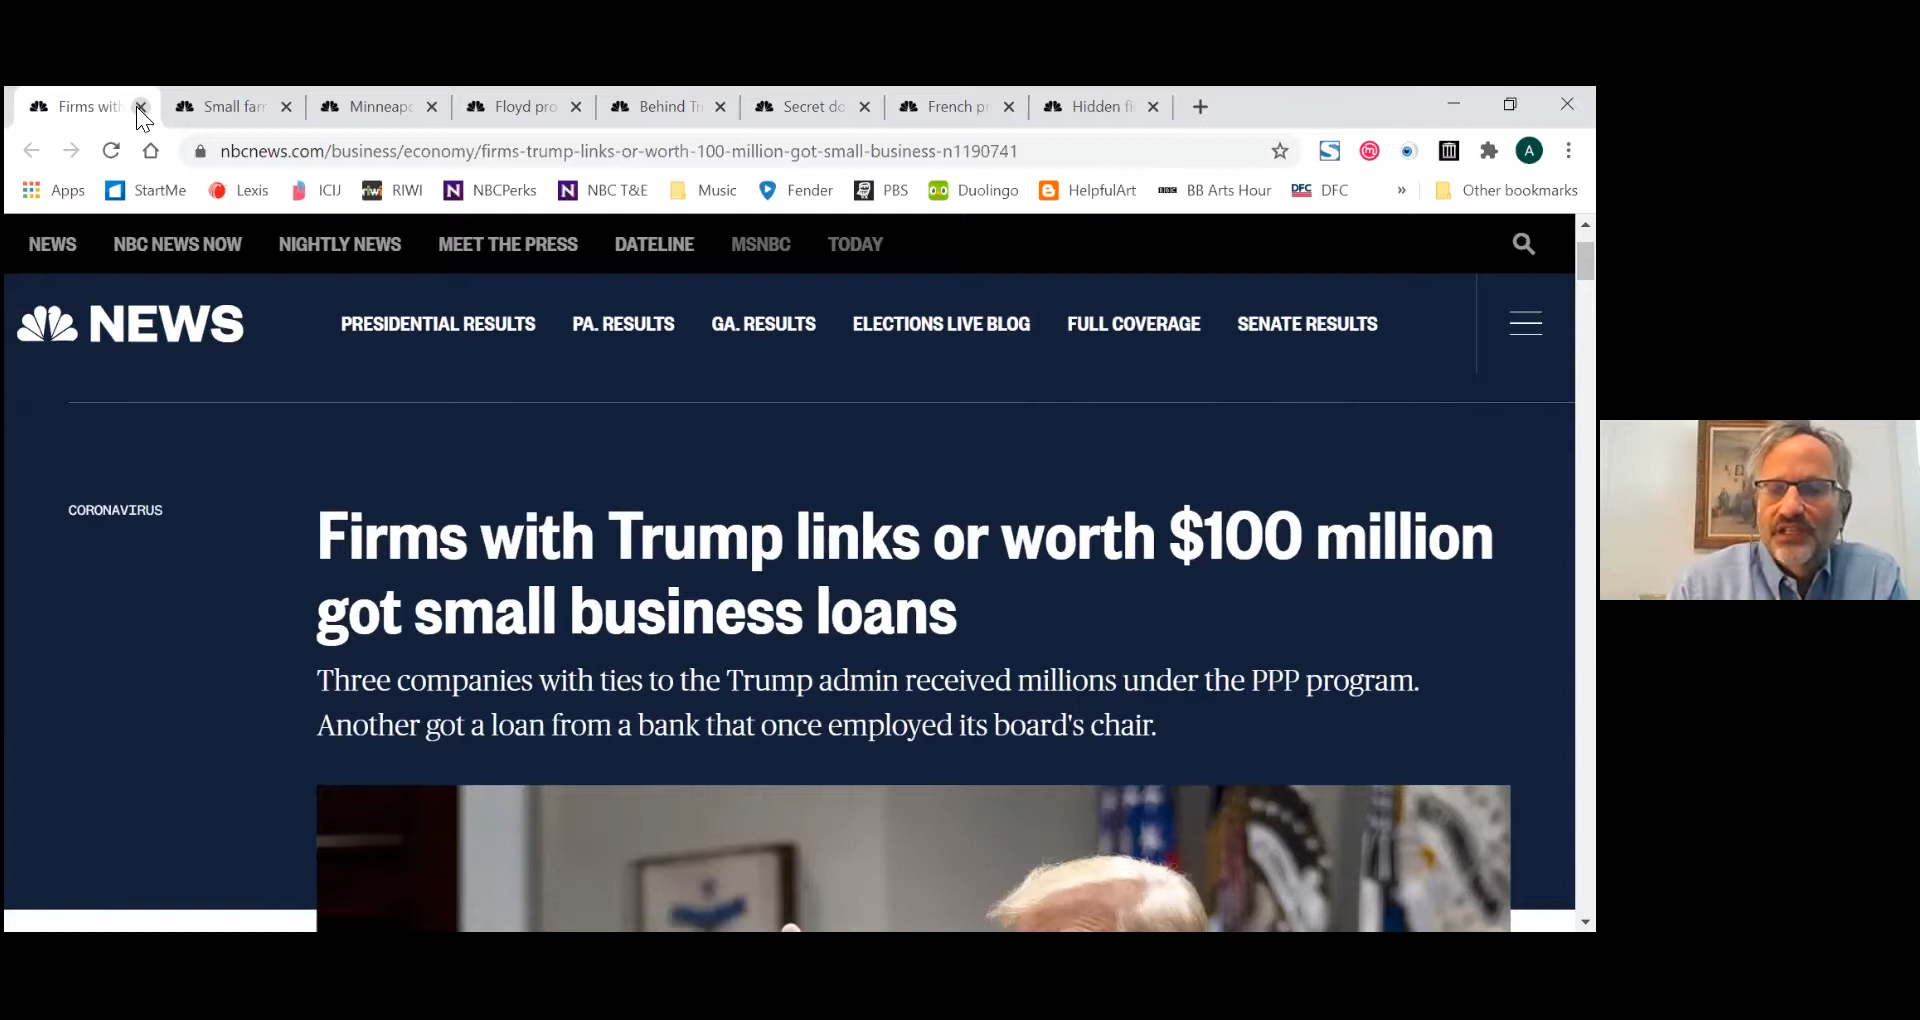 Firms with Small far Minneapo Floyd pro Behind Tr Secret do French pr Hidden fi
nbcnews.com/business/economy/firms-trump-links-or-worth-100-million-got-small-business-n1190741 A
Apps StartMe Lexis ICIJ riwi RIWI N NBCPerks N NBC T&E Music Fender PBS Duolingo HelpfulArt BBC BB Arts Hour DFC DFC » Other bookmarks
NEWS NBC NEWS NOW NIGHTLY NEWS MEET THE PRESS DATELINE MSNBC TODAY
NEWS PRESIDENTIAL RESULTS PA. RESULTS GA. RESULTS ELECTIONS LIVE BLOG FULL COVERAGE SENATE RESULTS
CORONAVIRUS
Firms with Trump links or worth $100 million
got small business loans
Three companies with ties to the Trump admin received millions under the PPP program.
Another got a loan from a bank that once employed its board's chair.